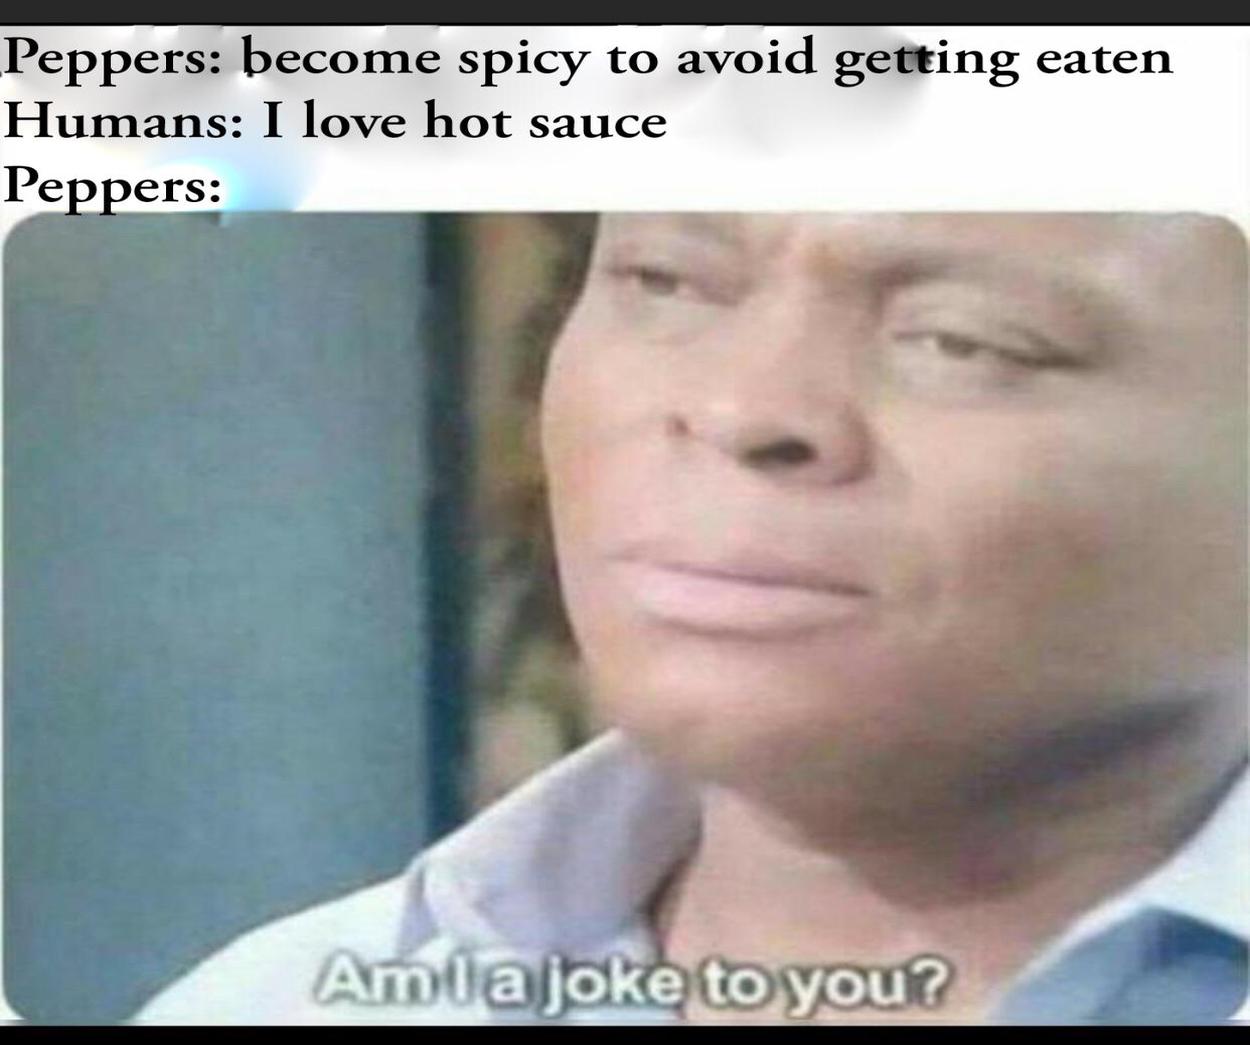 Peppers: become spicy to avoid getting eaten
Humans: I love hot sauce
Peppers:
Am I a joke to you?